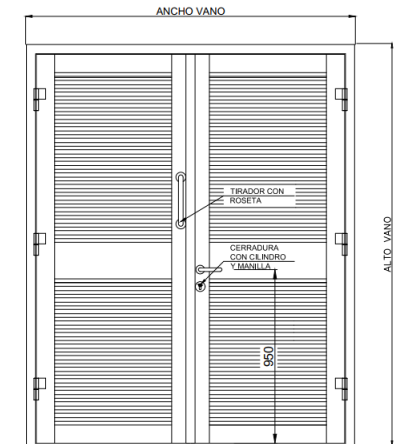 ANCHO VANO
TIRADOR CON
ROSETA
CERRADURA
CON CILINDRO
Y MANILLA
950
ALTO VANO